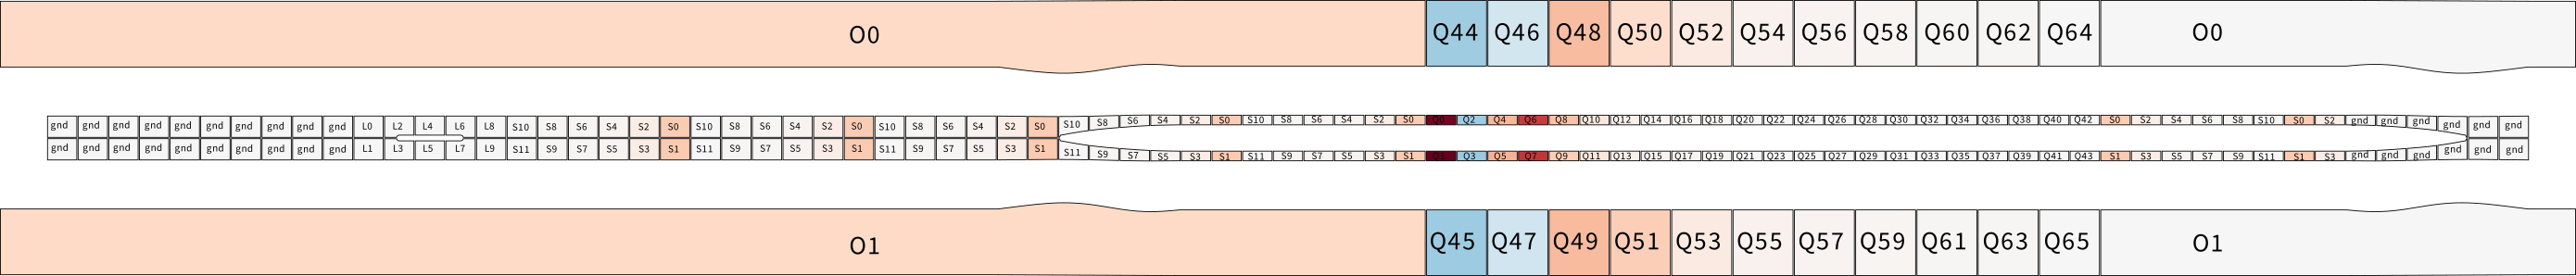 O0 Q44 Q46 Q48 Q50 Q52 Q54 Q56 Q58 Q60 Q62 Q64 O0
gnd gnd gnd gnd gnd gnd gnd gnd gnd gnd L0 L2 L4 L6 L8 S10 S8 S6 S4 S2 S0 S10 S8 S6 S4 S2 S0 S10 S8 S6 S4 S2 S0 S10 S8 S6 S4 S2 S0 S10 S8 S6 S4 S2 S0 Q0 Q2 Q4 Q6 Q8 Q10 Q12 Q14 Q16 Q18 Q20 Q22 Q24 Q26 Q28 Q30 Q32 Q34 Q36 Q38 Q40 Q42 S0 S2 S4 S6 S8 S10 S0 S2 gnd gnd gnd gnd gnd gnd
gnd gnd gnd gnd gnd gnd gnd gnd gnd gnd L1 L3 L5 L7 L9 S11 S9 S7 S5 S3 S1 S11 S9 S7 S5 S3 S1 S11 S9 S7 S5 S3 S1 S11 S9 S7 S5 S3 S1 S11 S9 S7 S5 S3 S1 Q1 Q3 Q5 Q7 Q9 Q11 Q13 Q15 Q17 Q19 Q21 Q23 Q25 Q27 Q29 Q31 Q33 Q35 Q37 Q39 Q41 Q43 S1 S3 S5 S7 S9 S11 S1 S3 gnd gnd gnd gnd gnd gnd
O1 Q45 Q47 Q49 Q51 Q53 Q55 Q57 Q59 Q61 Q63 Q65 O1